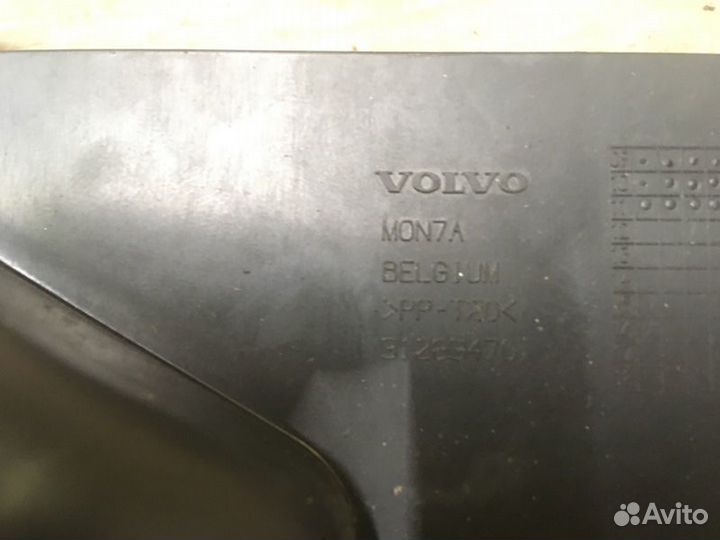 VOLVO
MON7A
BELGIUM
>PP-T20<
Avito